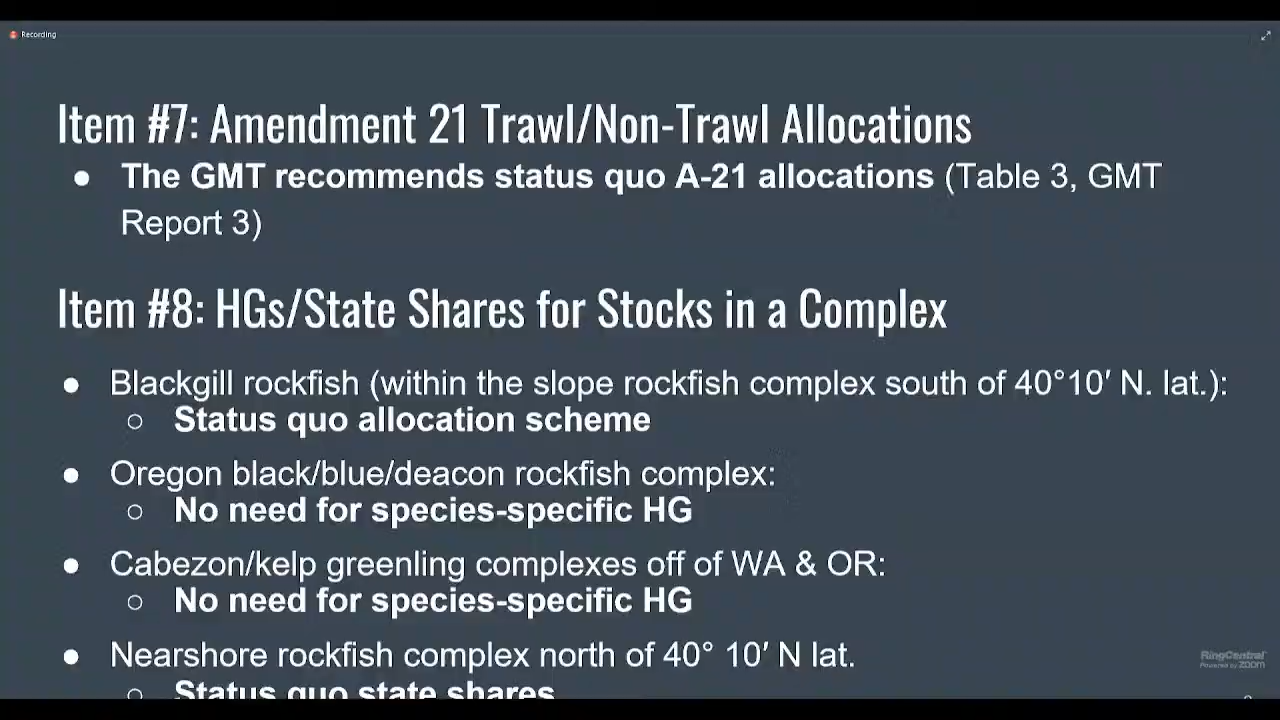 Recording
Item #7: Amendment 21 Trawl/Non-Trawl Allocations
● The GMT recommends status quo A-21 allocations (Table 3, GMT
Report 3)
Item #8: HGs/State Shares for Stocks in a Complex
● Blackgill rockfish (within the slope rockfish complex south of 40°10′ N. lat.):
○ Status quo allocation scheme
● Oregon black/blue/deacon rockfish complex:
○ No need for species-specific HG
● Cabezon/kelp greenling complexes off of WA & OR:
○ No need for species-specific HG
● Nearshore rockfish complex north of 40° 10′ N lat.
○ Status quo state shares
RingCentral
Powered by zoom